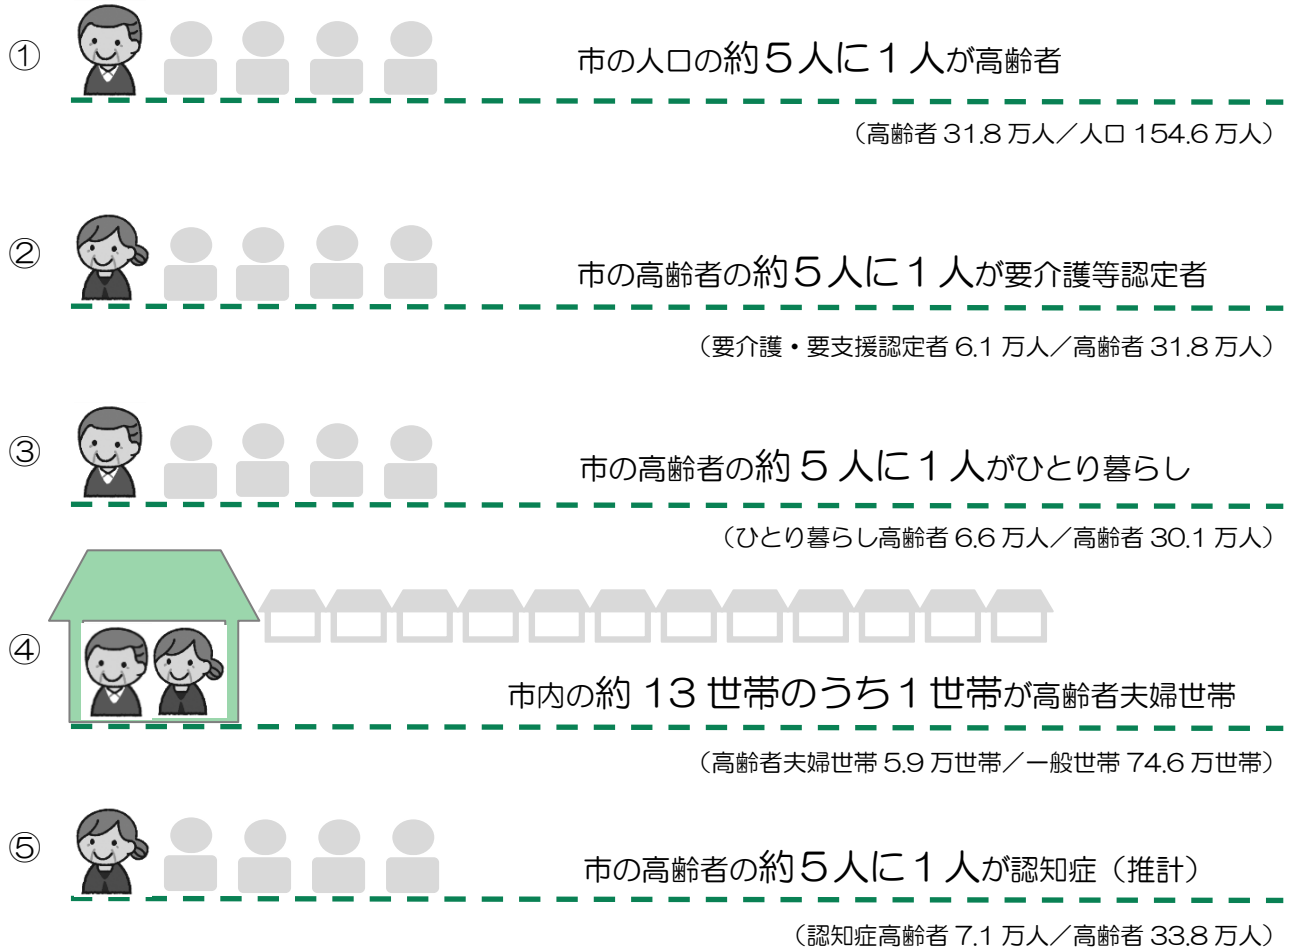 ① 市の人口の約５人に１人が高齢者
（高齢者 31.8 万人／人口 154.6 万人）
② 市の高齢者の約５人に１人が要介護等認定者
（要介護・要支援認定者 6.1 万人／高齢者 31.8 万人）
③ 市の高齢者の約５人に１人がひとり暮らし
（ひとり暮らし高齢者 6.6 万人／高齢者 30.1 万人）
④ 市内の約 13 世帯のうち１世帯が高齢者夫婦世帯
（高齢者夫婦世帯 5.9 万世帯／一般世帯 74.6 万世帯）
⑤ 市の高齢者の約５人に１人が認知症（推計）
（認知症高齢者 7.1 万人／高齢者 33.8 万人）